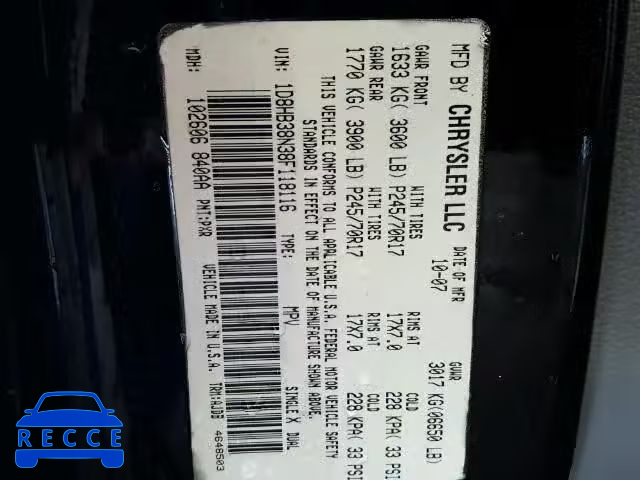 MFD BY CHRYSLER LLC DATE OF MFR 10-07 GVWR 3017 KG(06650 LB)
GAWR FRONT WITH TIRES RIMS AT COLD
1633 KG( 3600 LB) P245/70R17 17X7.0 228 KPA( 33 PSI
GAWR REAR WITH TIRES RIMS AT COLD
1770 KG( 3900 LB) P245/70R17 17X7.0 228 KPA( 33 PSI
THIS VEHICLE CONFORMS TO ALL APPLICABLE U.S.A. FEDERAL MOTOR VEHICLE SAFETY
STANDARDS IN EFFECT ON THE DATE OF MANUFACTURE SHOWN ABOVE.
VIN: 1D8HB38N38F118116 TYPE: MPV SINGLE X DUAL
MDH: 102606 840AA PNT:PXR VEHICLE MADE IN U.S.A. TRM:AJDB 4648503
RECCE